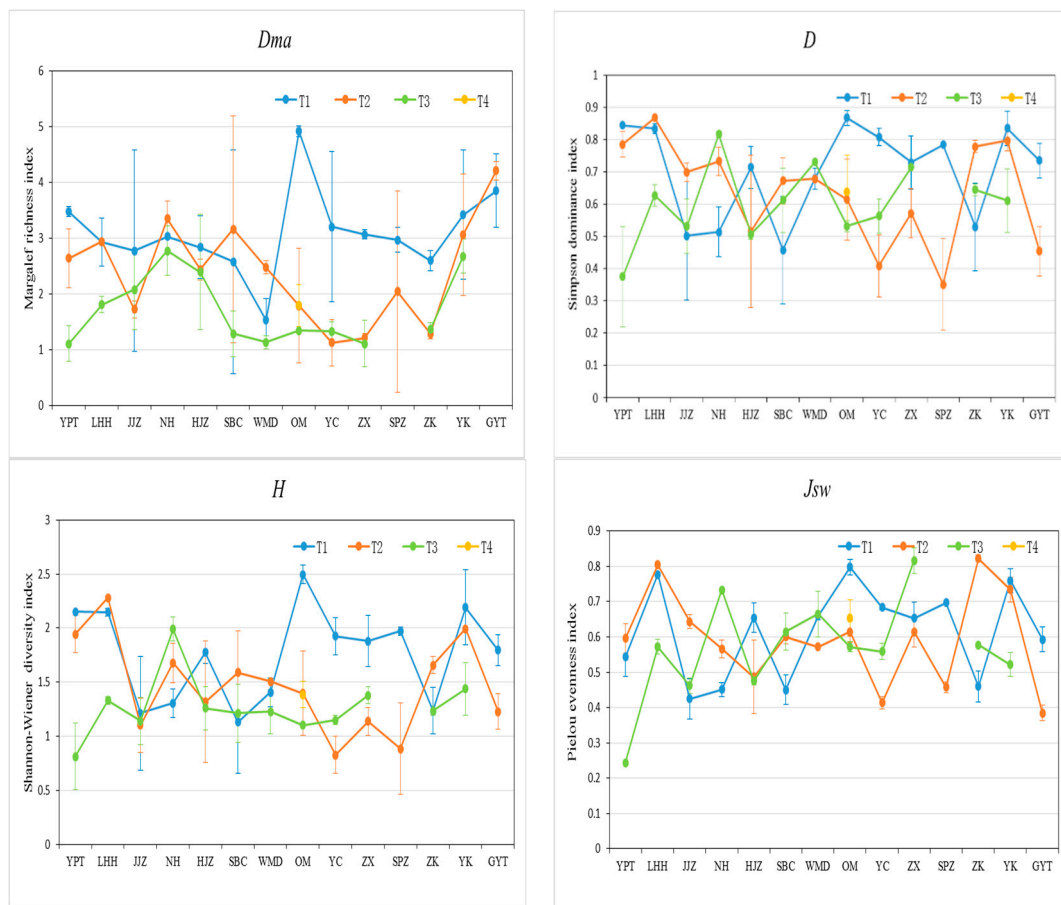 Dma
Margalef richness index
T1 T2 T3 T4
6
5
4
3
2
1
0
YPT LHH JJZ NH HJZ SBC WMD OM YC ZX SPZ ZK YK GYT
D
Simpson dominance index
T1 T2 T3 T4
1
0.9
0.8
0.7
0.6
0.5
0.4
0.3
0.2
0.1
0
YPT LHH JJZ NH HJZ SBC WMD OM YC ZX SPZ ZK YK GYT
H
Shannon-Wiener diversity index
T1 T2 T3 T4
3
2.5
2
1.5
1
0.5
0
YPT LHH JJZ NH HJZ SBC WMD OM YC ZX SPZ ZK YK GYT
Jsw
Pielou evenness index
T1 T2 T3 T4
0.9
0.8
0.7
0.6
0.5
0.4
0.3
0.2
0.1
0
YPT LHH JJZ NH HJZ SBC WMD OM YC ZX SPZ ZK YK GYT